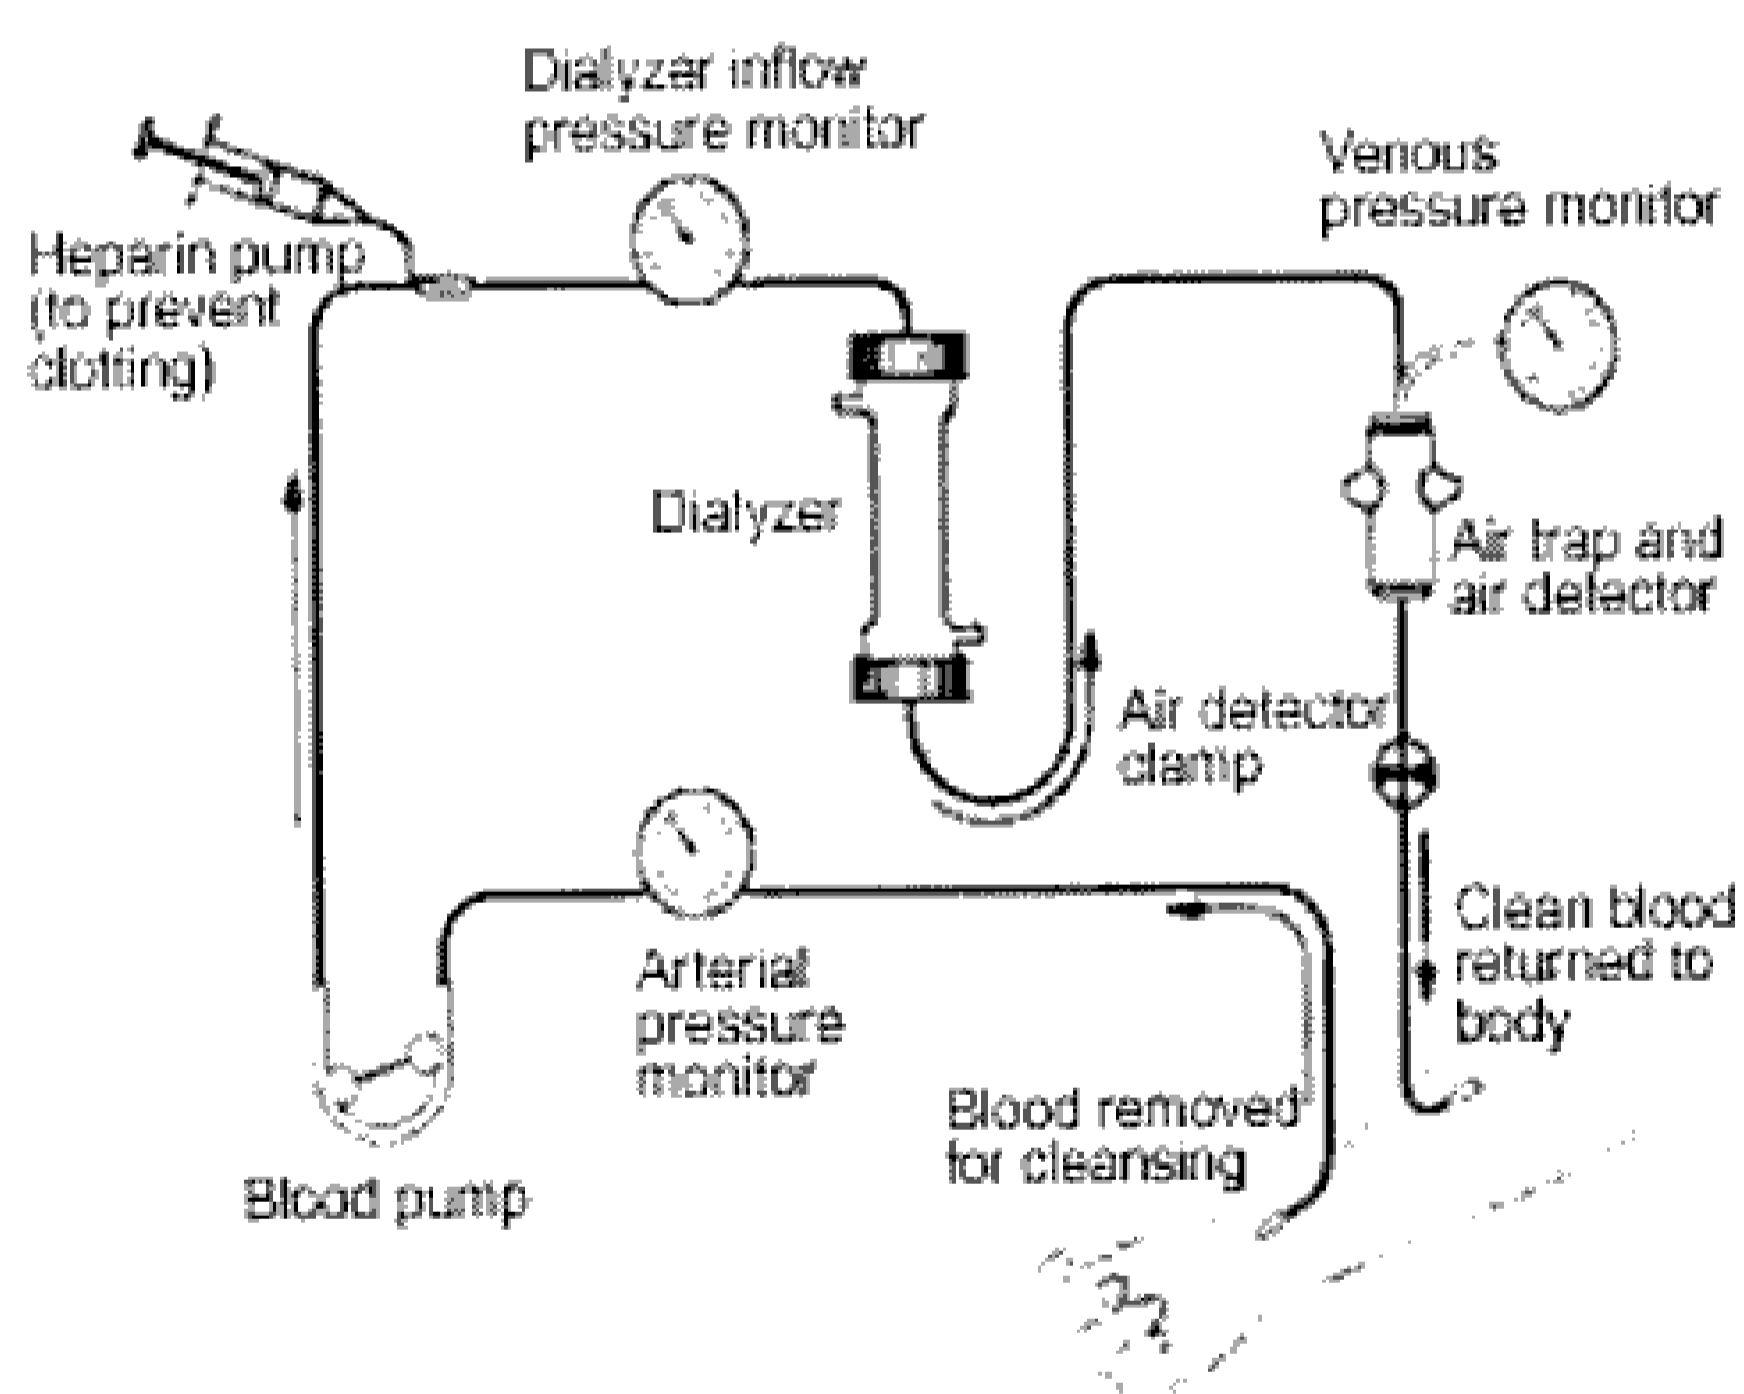 Dialyzer inflow
pressure monitor
Venous
pressure monitor
Heparin pump
(to prevent
clotting)
Dialyzer
Air trap and
air detector
Air detector
clamp
Clean blood
returned to
body
Arterial
pressure
monitor
Blood removed
for cleansing
Blood pump